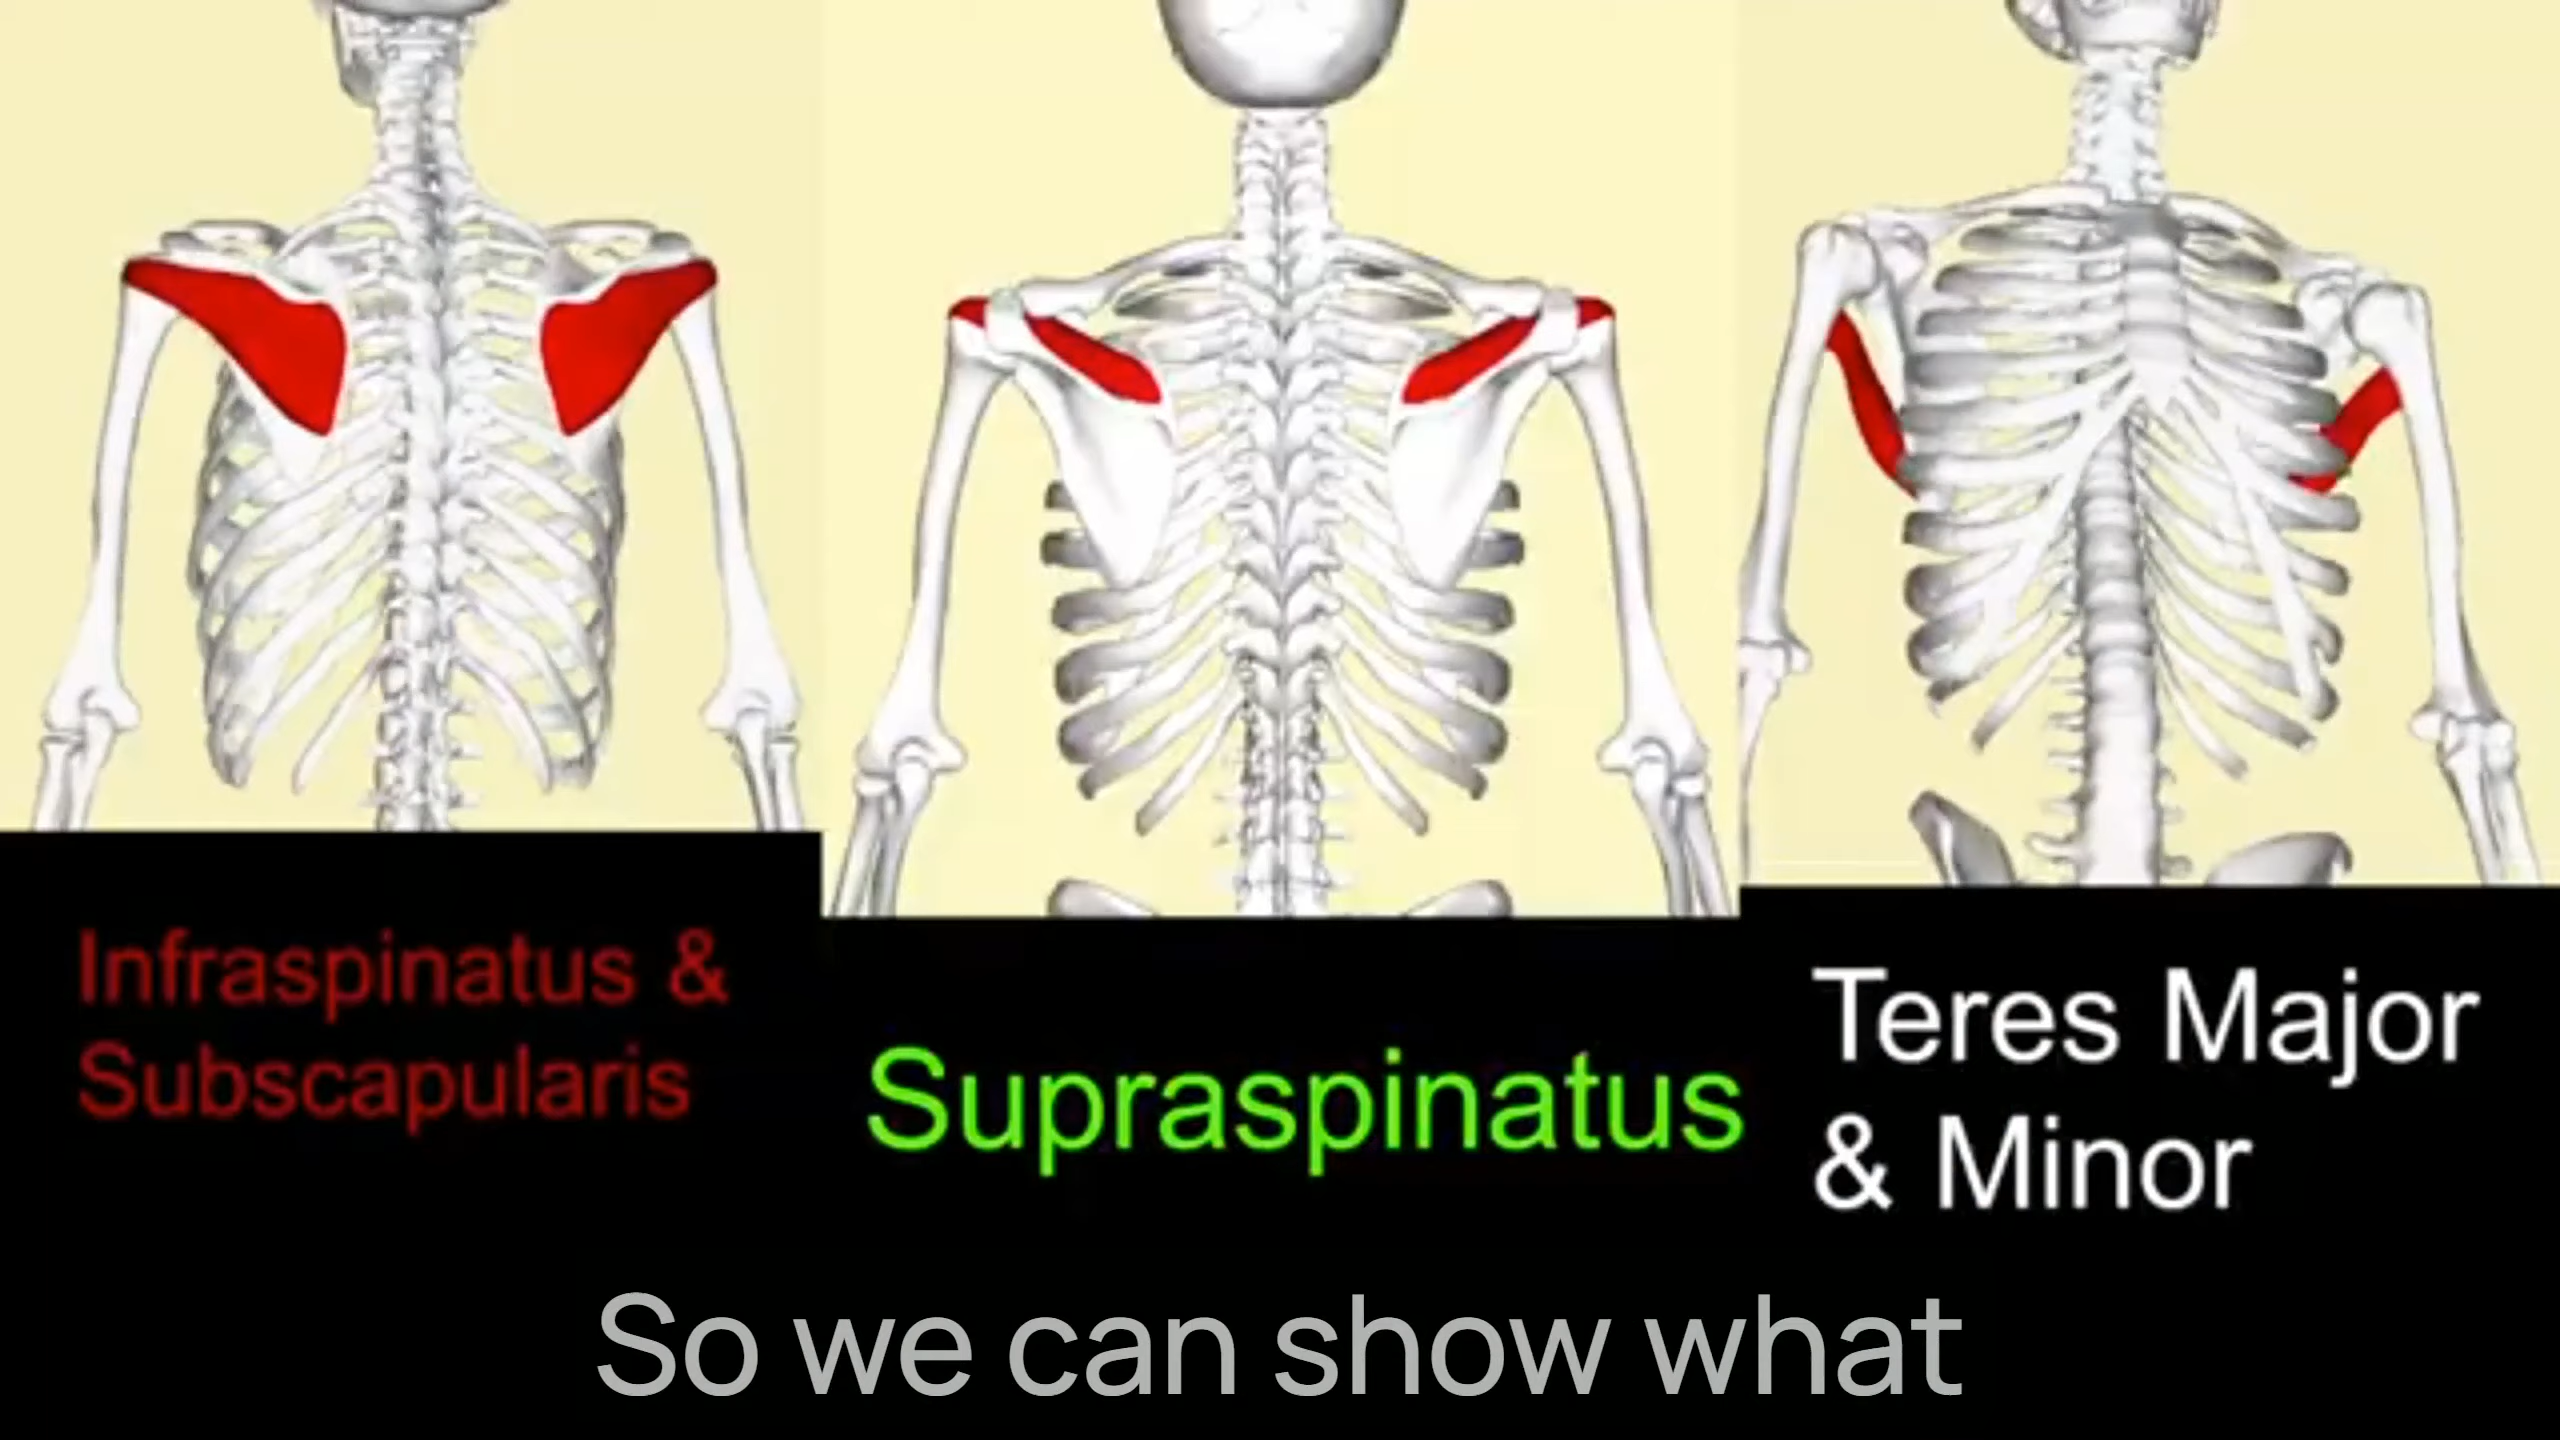 Infraspinatus &
Subscapularis
Supraspinatus
Teres Major
& Minor
So we can show what